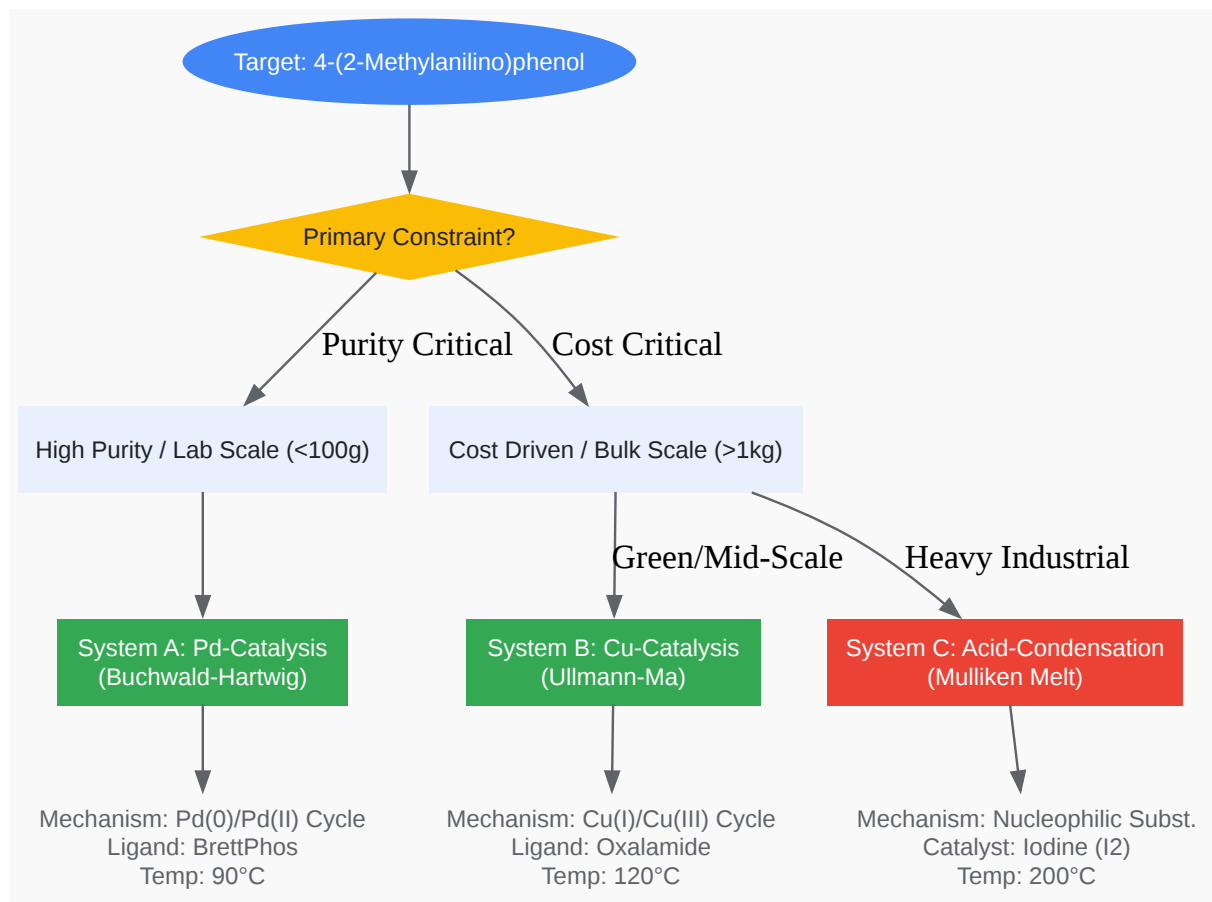 Target: 4-(2-Methylanilino)phenol
Primary Constraint?
Purity Critical
Cost Critical
High Purity / Lab Scale (<100g)
Cost Driven / Bulk Scale (>1kg)
Green/Mid-Scale
Heavy Industrial
System A: Pd-Catalysis
(Buchwald-Hartwig)
System B: Cu-Catalysis
(Ullmann-Ma)
System C: Acid-Condensation
(Mulliken Melt)
Mechanism: Pd(0)/Pd(II) Cycle
Ligand: BrettPhos
Temp: 90°C
Mechanism: Cu(I)/Cu(III) Cycle
Ligand: Oxalamide
Temp: 120°C
Mechanism: Nucleophilic Subst.
Catalyst: Iodine (I2)
Temp: 200°C